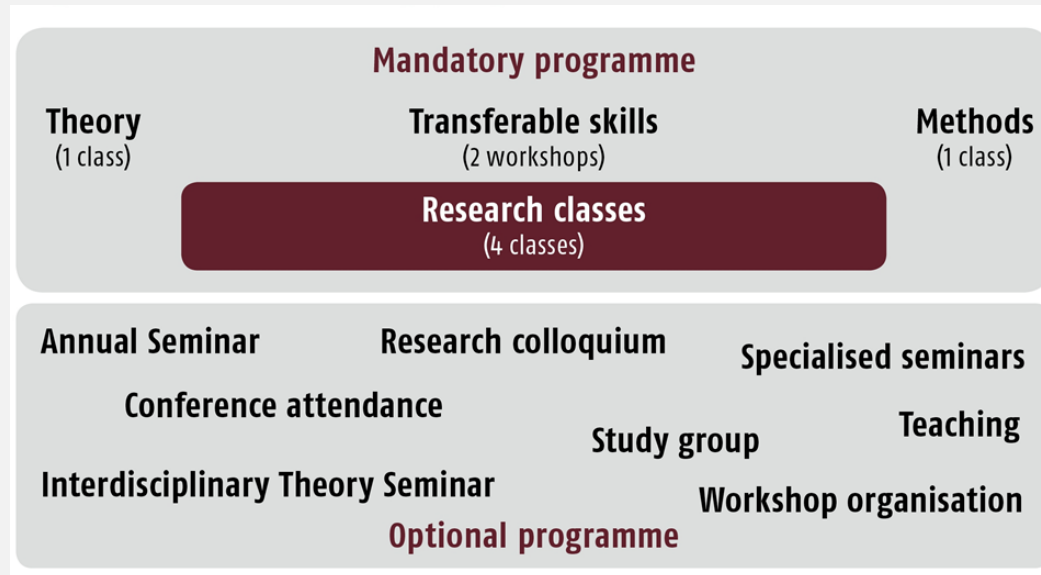 Mandatory programme
Theory
(1 class)
Transferable skills
(2 workshops)
Methods
(1 class)
Research classes
(4 classes)
Annual Seminar
Research colloquium
Specialised seminars
Conference attendance
Teaching
Study group
Interdisciplinary Theory Seminar
Workshop organisation
Optional programme